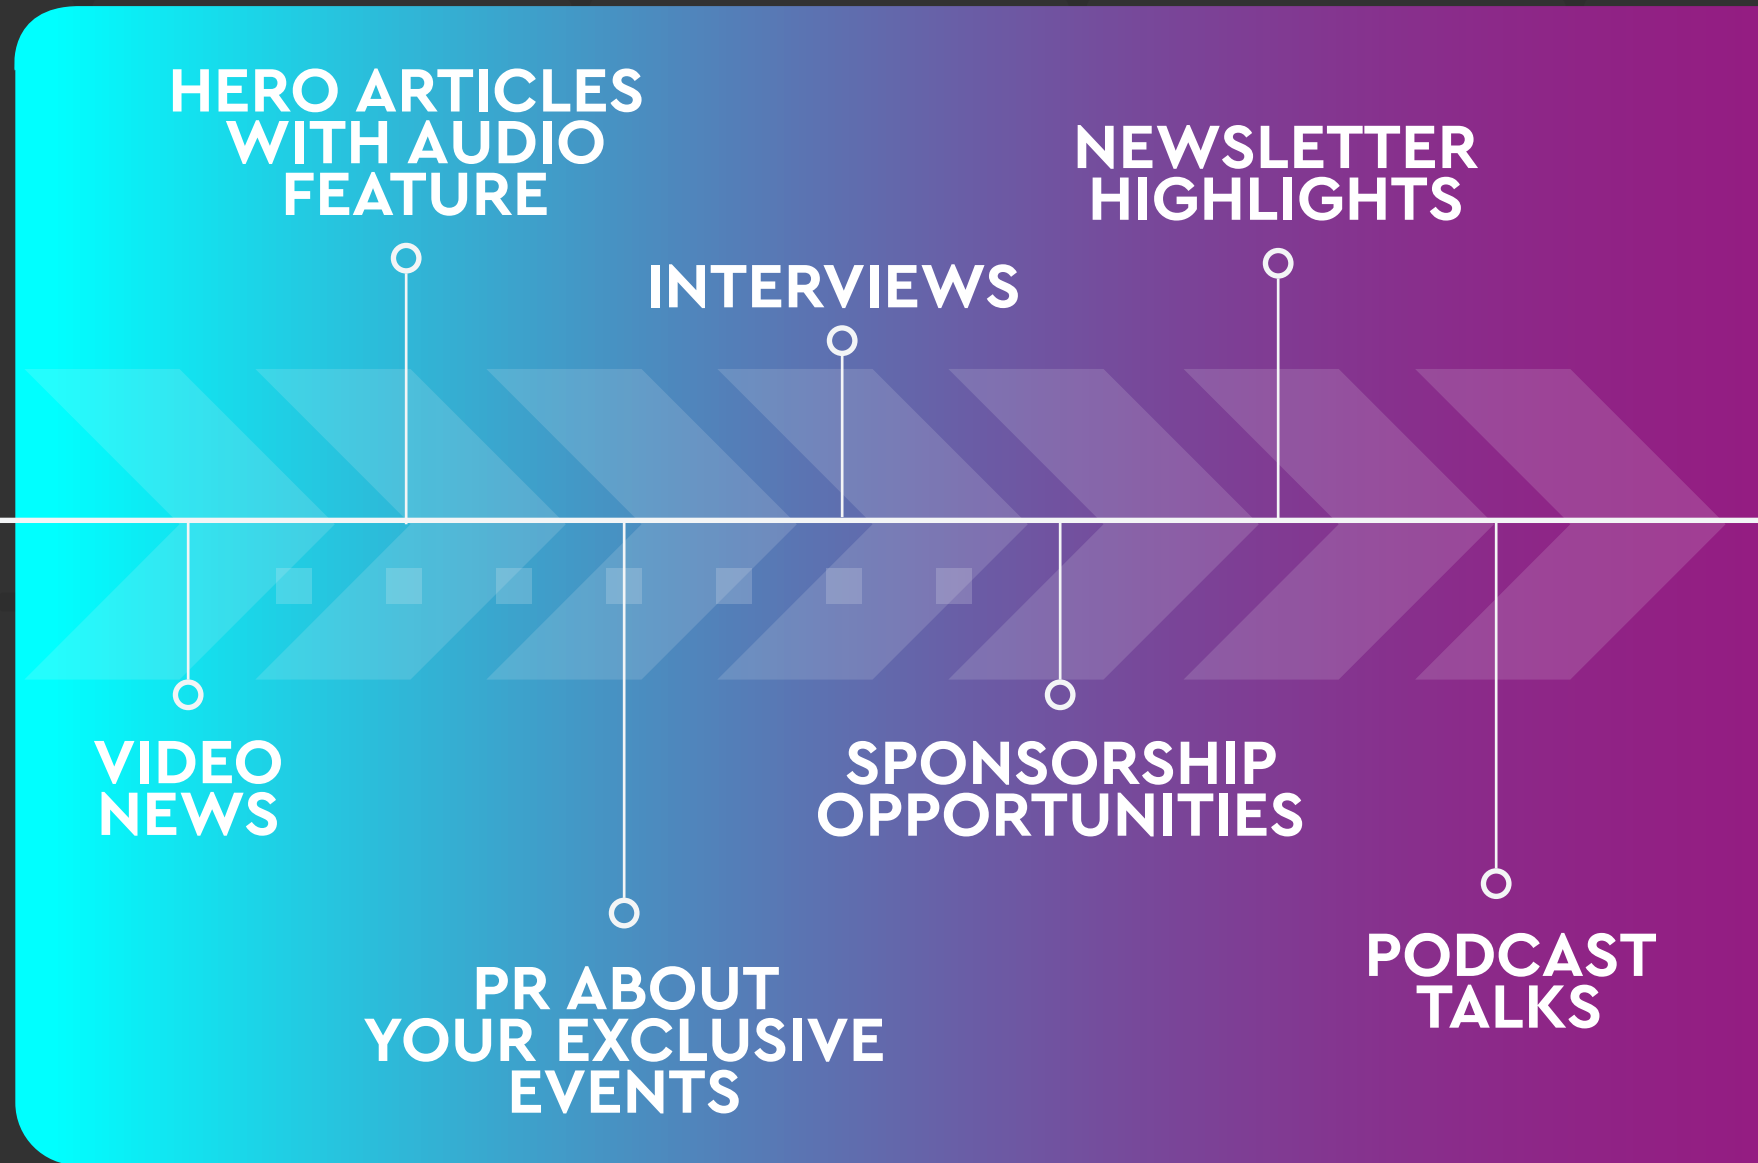 HERO ARTICLES
WITH AUDIO
FEATURE
NEWSLETTER
HIGHLIGHTS
INTERVIEWS
VIDEO
NEWS
SPONSORSHIP
OPPORTUNITIES
PR ABOUT
YOUR EXCLUSIVE
EVENTS
PODCAST
TALKS